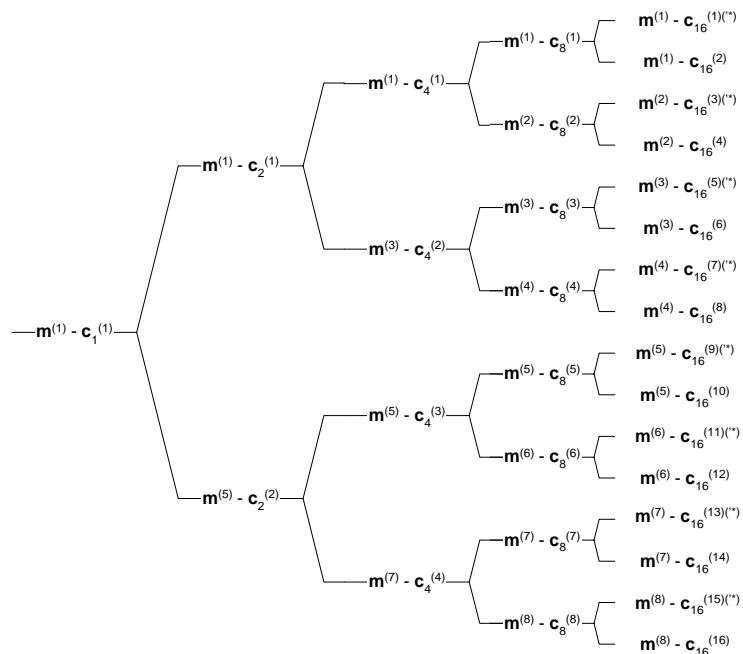 m(1) - c16(1)(*)
m(1) - c8(1)
m(1) - c16(2)
m(1) - c4(1)
m(2) - c16(3)(*)
m(2) - c8(2)
m(2) - c16(4)
m(1) - c2(1)
m(3) - c16(5)(*)
m(3) - c8(3)
m(3) - c16(6)
m(3) - c4(2)
m(4) - c16(7)(*)
m(4) - c8(4)
m(4) - c16(8)
m(1) - c1(1)
m(5) - c16(9)(*)
m(5) - c8(5)
m(5) - c16(10)
m(5) - c4(3)
m(6) - c16(11)(*)
m(6) - c8(6)
m(6) - c16(12)
m(5) - c2(2)
m(7) - c16(13)(*)
m(7) - c8(7)
m(7) - c16(14)
m(7) - c4(4)
m(8) - c16(15)(*)
m(8) - c8(8)
m(8) - c16(16)